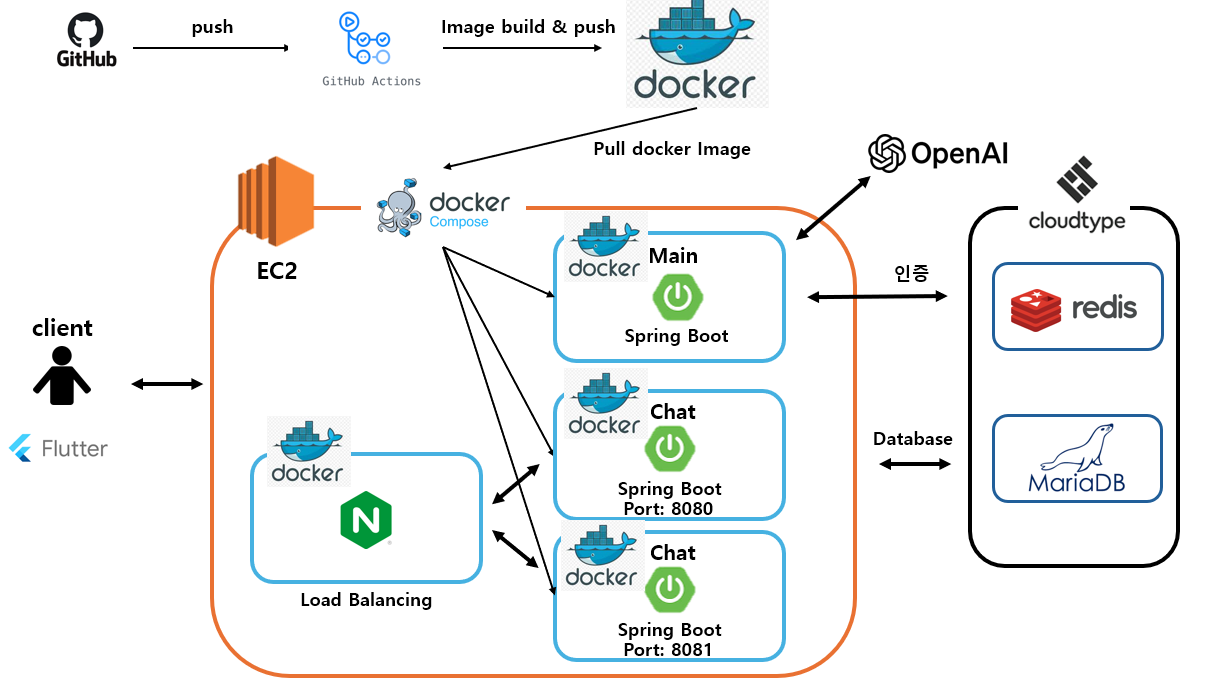 GitHub
push
GitHub Actions
Image build & push
docker
Pull docker Image
OpenAI
cloudtype
EC2
docker
Compose
docker
Main
Spring Boot
인증
redis
client
Flutter
docker
Load Balancing
docker
Chat
Spring Boot
Port: 8080
Database
MariaDB
docker
Chat
Spring Boot
Port: 8081
N